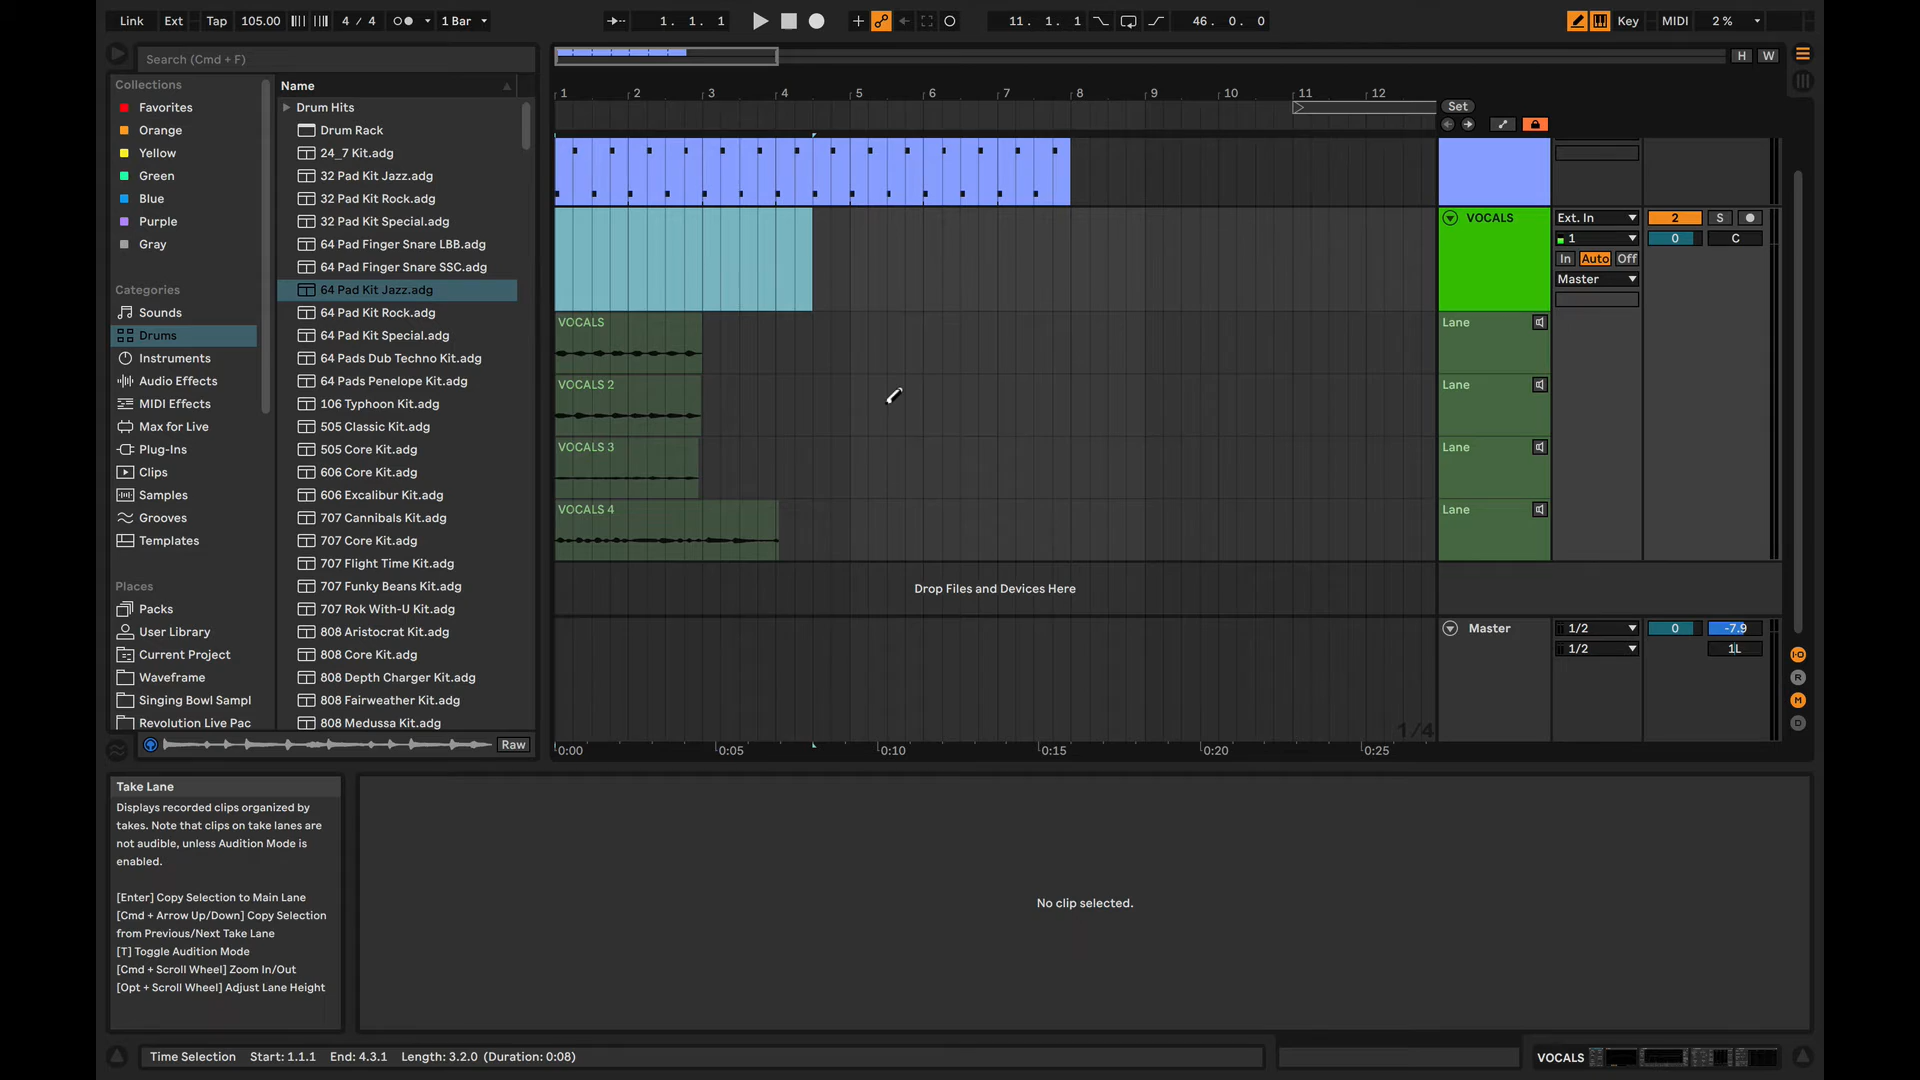 Link Ext Tap 105.00 4 / 4 1 Bar 1. 1. 1 11. 1. 1 46. 0. 0 Key MIDI 2 %
Search (Cmd + F)
H W
Collections
Favorites
Orange
Yellow
Green
Blue
Purple
Gray
Categories
Sounds
Drums
Instruments
Audio Effects
MIDI Effects
Max for Live
Plug-Ins
Clips
Samples
Grooves
Templates
Places
Packs
User Library
Current Project
Waveframe
Singing Bowl Sampl
Revolution Live Pac
Name
Drum Hits
Drum Rack
24_7 Kit.adg
32 Pad Kit Jazz.adg
32 Pad Kit Rock.adg
32 Pad Kit Special.adg
64 Pad Finger Snare LBB.adg
64 Pad Finger Snare SSC.adg
64 Pad Kit Jazz.adg
64 Pad Kit Rock.adg
64 Pad Kit Special.adg
64 Pads Dub Techno Kit.adg
64 Pads Penelope Kit.adg
106 Typhoon Kit.adg
505 Classic Kit.adg
505 Core Kit.adg
606 Core Kit.adg
606 Excalibur Kit.adg
707 Cannibals Kit.adg
707 Core Kit.adg
707 Flight Time Kit.adg
707 Funky Beans Kit.adg
707 Rok With-U Kit.adg
808 Aristocrat Kit.adg
808 Core Kit.adg
808 Depth Charger Kit.adg
808 Fairweather Kit.adg
808 Medussa Kit.adg
Raw
1 2 3 4 5 6 7 8 9 10 11 12
Set
VOCALS Ext. In 2 S
1 0 C
In Auto Off
Master
VOCALS Lane
VOCALS 2 Lane
VOCALS 3 Lane
VOCALS 4 Lane
Drop Files and Devices Here
Master 1/2 0 -7.9
1/2 1L
I·O
R
M
D
1/4
0:00 0:05 0:10 0:15 0:20 0:25
Take Lane
Displays recorded clips organized by
takes. Note that clips on take lanes are
not audible, unless Audition Mode is
enabled.
[Enter] Copy Selection to Main Lane
[Cmd + Arrow Up/Down] Copy Selection
from Previous/Next Take Lane
[T] Toggle Audition Mode
[Cmd + Scroll Wheel] Zoom In/Out
[Opt + Scroll Wheel] Adjust Lane Height
No clip selected.
Time Selection Start: 1.1.1 End: 4.3.1 Length: 3.2.0 (Duration: 0:08)
VOCALS